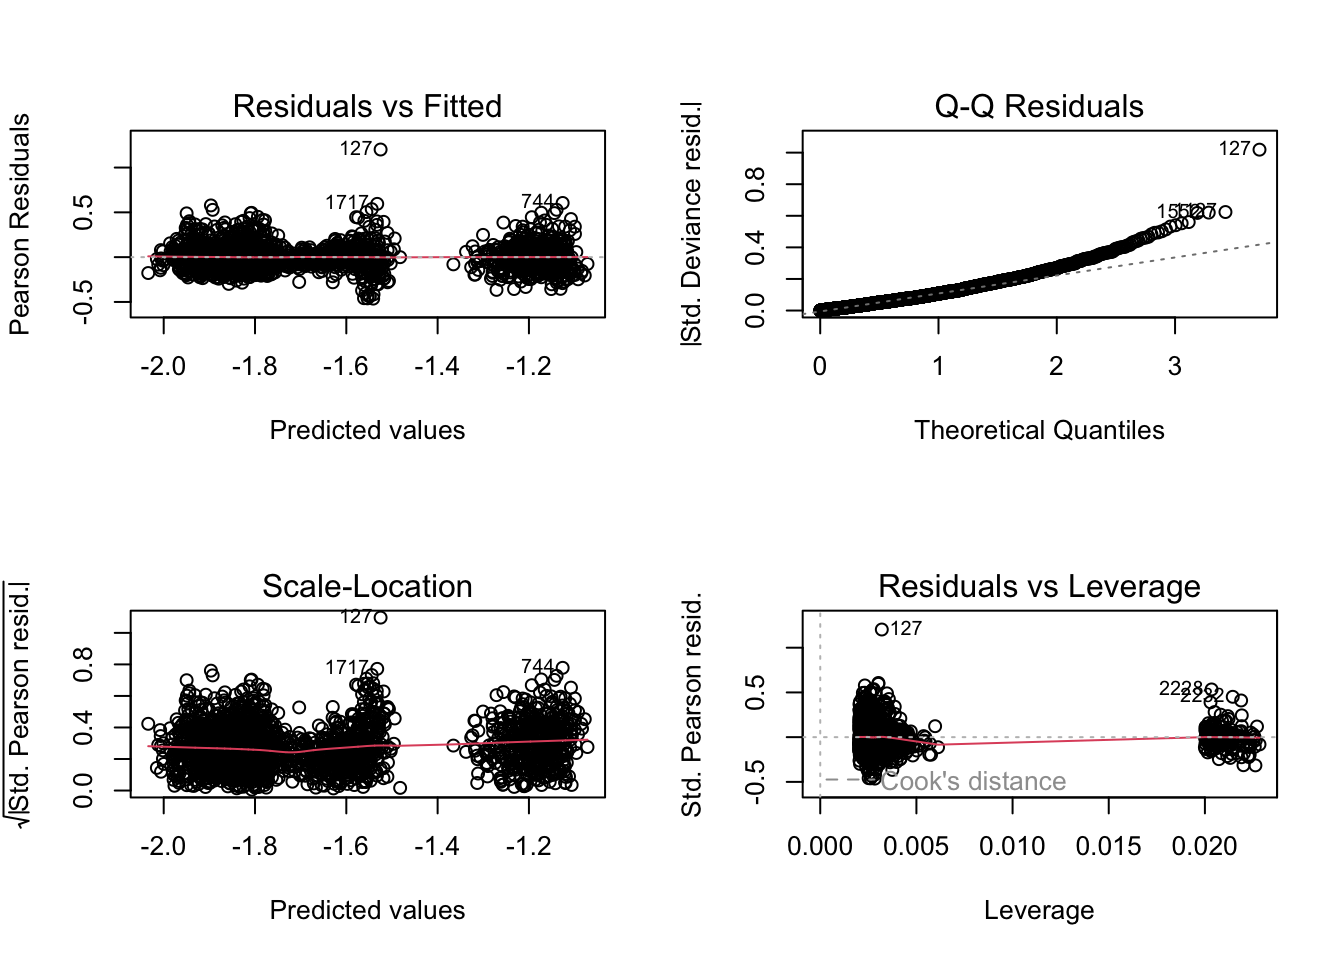 Residuals vs Fitted
Pearson Residuals
127
1717
744
0.5
-0.5
-2.0 -1.8 -1.6 -1.4 -1.2
Predicted values
Q-Q Residuals
|Std. Deviance resid.|
127
0.8
0.4
0.0
0 1 2 3
Theoretical Quantiles
Scale-Location
√|Std. Pearson resid.|
127
1717
744
0.8
0.4
0.0
-2.0 -1.8 -1.6 -1.4 -1.2
Predicted values
Residuals vs Leverage
Std. Pearson resid.
127
2228
2232
0.5
-0.5
Cook's distance
0.000 0.005 0.010 0.015 0.020
Leverage